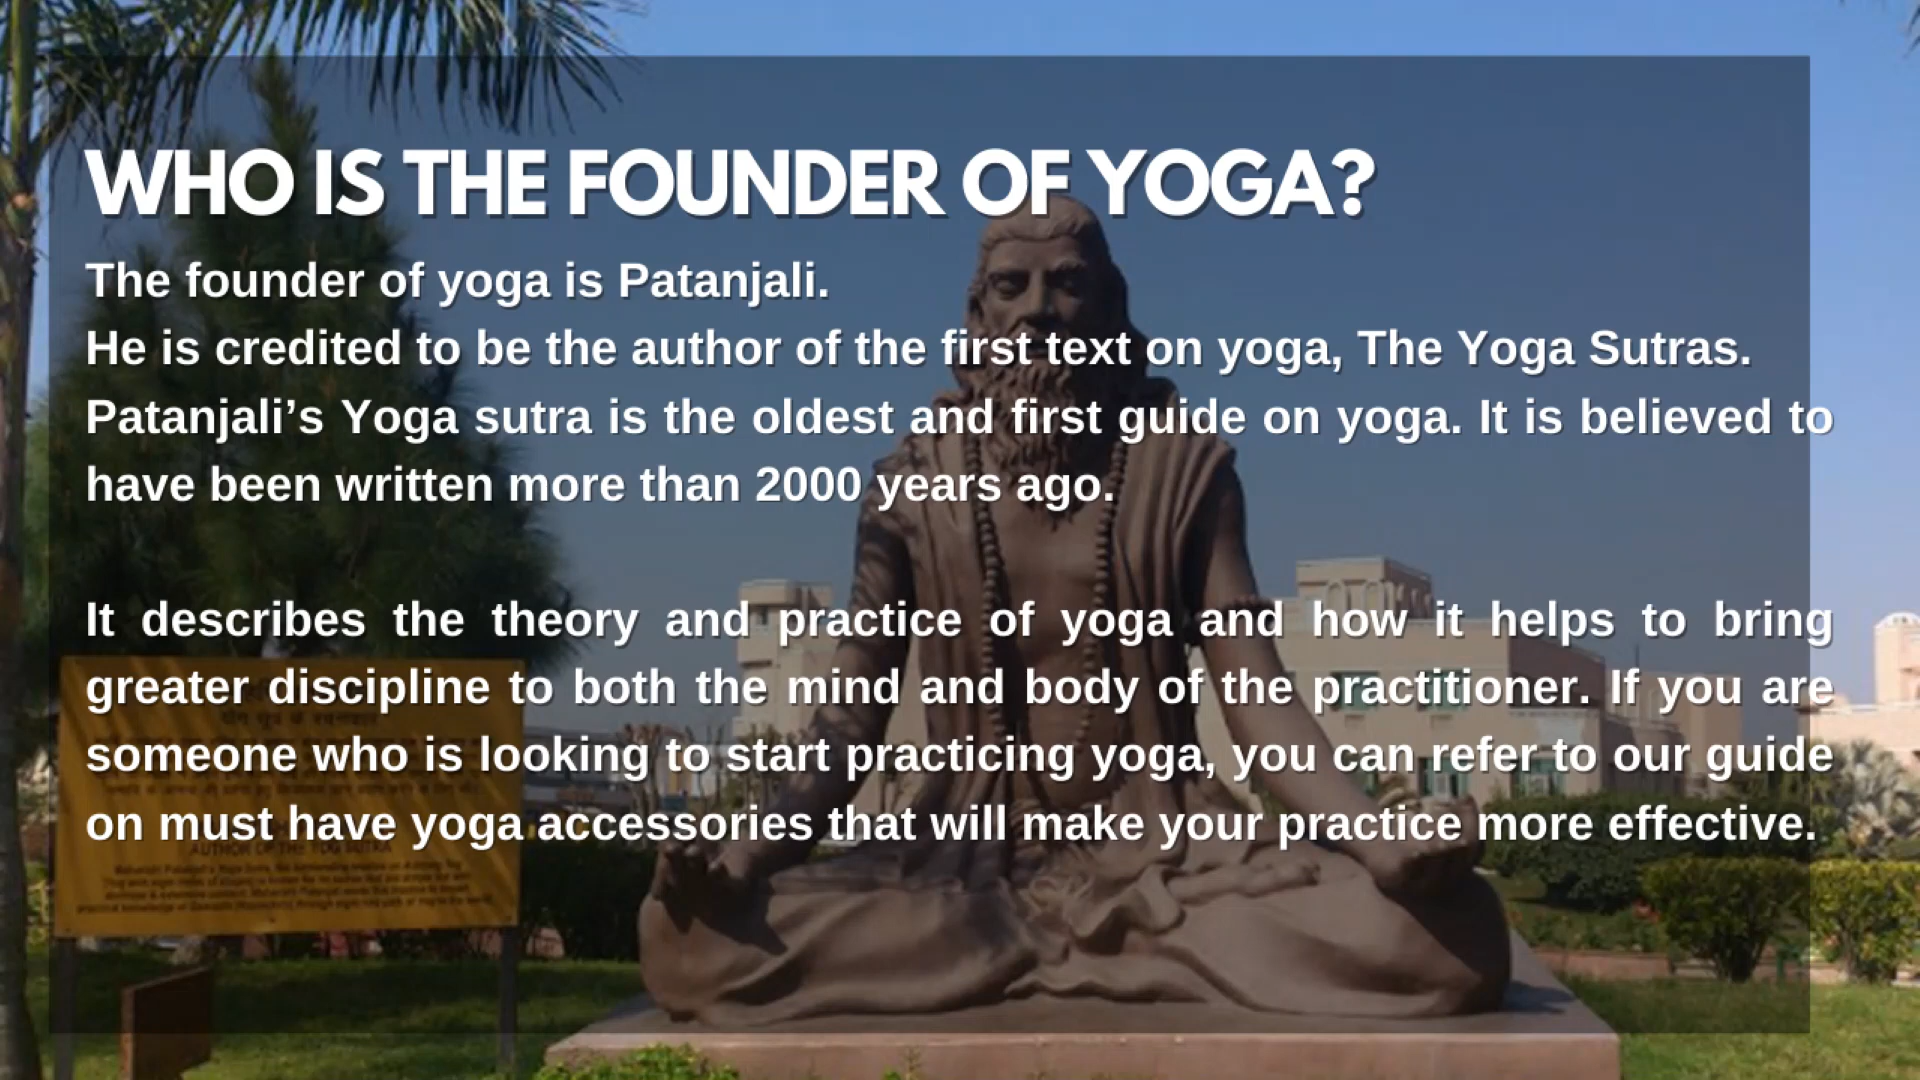 WHO IS THE FOUNDER OF YOGA?
The founder of yoga is Patanjali.
He is credited to be the author of the first text on yoga, The Yoga Sutras.
Patanjali’s Yoga sutra is the oldest and first guide on yoga. It is believed to
have been written more than 2000 years ago.
It describes the theory and practice of yoga and how it helps to bring
greater discipline to both the mind and body of the practitioner. If you are
someone who is looking to start practicing yoga, you can refer to our guide
on must have yoga accessories that will make your practice more effective.
AUTHOR OF THE YOG SUTRA